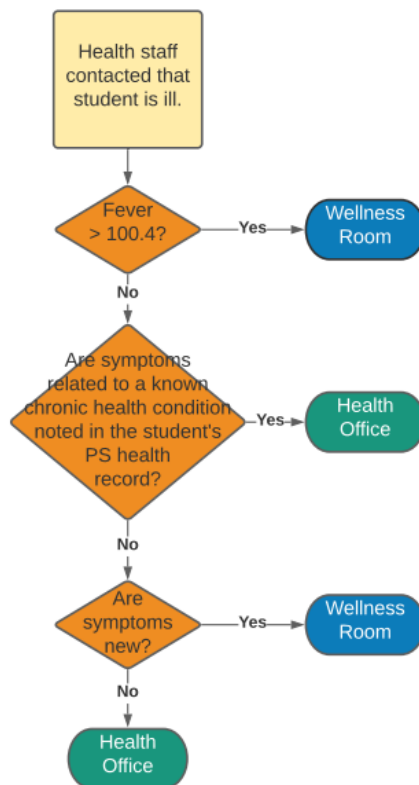 Health staff
contacted that
student is ill.
Fever
> 100.4?
Yes
Wellness
Room
No
Are symptoms
related to a known
chronic health condition
noted in the student's
PS health
record?
Yes
Health
Office
No
Are
symptoms
new?
Yes
Wellness
Room
No
Health
Office